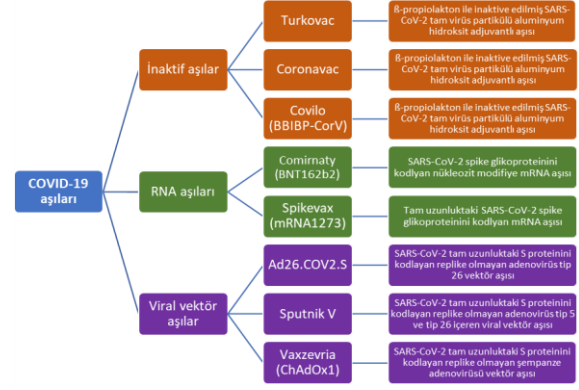 COVID-19
aşıları
İnaktif aşılar
Turkovac
ß-propiolakton ile inaktive edilmiş SARS-
CoV-2 tam virüs partikülü aluminyum
hidroksit adjuvantlı aşısı
Coronavac
ß-propiolakton ile inaktive edilmiş SARS-
CoV-2 tam virüs partikülü aluminyum
hidroksit adjuvantlı aşısı
Covilo
(BBIBP-CorV)
ß-propiolakton ile inaktive edilmiş SARS-
CoV-2 tam virüs partikülü aluminyum
hidroksit adjuvantlı aşısı
RNA aşıları
Comirnaty
(BNT162b2)
SARS-CoV-2 spike glikoproteinini
kodlyan nükleozit modifiye mRNA aşısı
Spikevax
(mRNA1273)
Tam uzunluktaki SARS-CoV-2 spike
glikoproteinini kodlyan mRNA aşısı
Viral vektör
aşılar
Ad26.COV2.S
SARS-CoV-2 tam uzunluktaki S proteinini
kodlayan replike olmayan adenovirüs tip
26 vektör aşısı
Sputnik V
SARS-CoV-2 tam uzunluktaki S proteinini
kodlayan replike olmayan adenovirüs tip 5
ve tip 26 içeren viral vektör aşısı
Vaxzevria
(ChAdOx1)
SARS-CoV-2 tam uzunluktaki S proteinini
kodlayan replike olmayan şempanze
adenovirüsü vektör aşısı